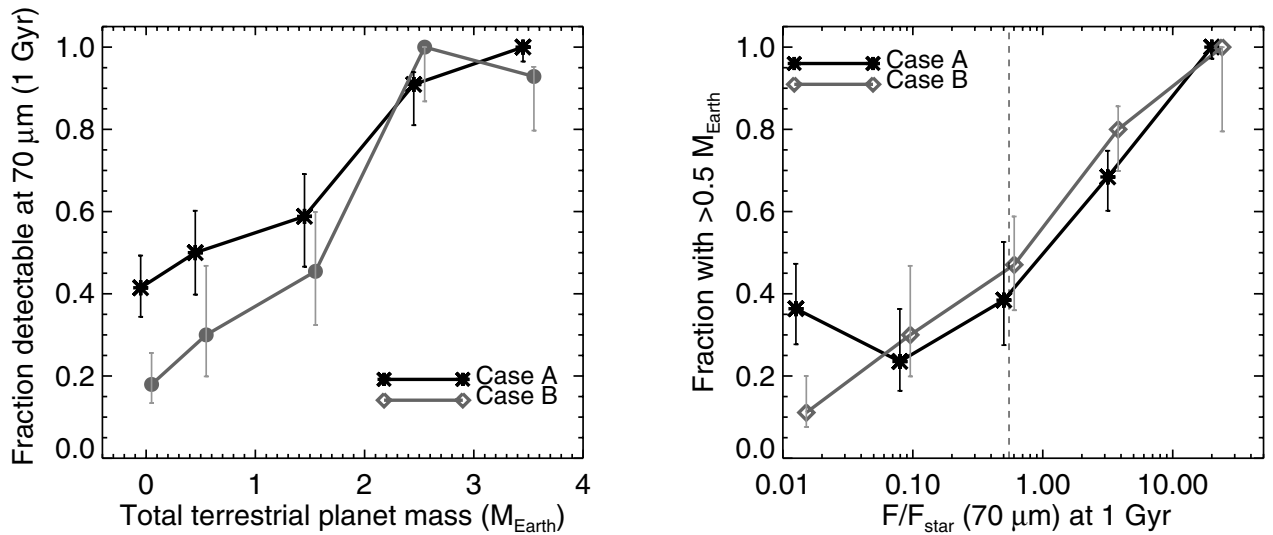 Fraction detectable at 70 μm (1 Gyr)
1.0
0.8
0.6
0.4
0.2
0.0
Case A
Case B
0 1 2 3 4
Total terrestrial planet mass (M_Earth)
Fraction with >0.5 M_Earth
1.0
0.8
0.6
0.4
0.2
0.0
Case A
Case B
0.01 0.10 1.00 10.00
F/F_star (70 μm) at 1 Gyr